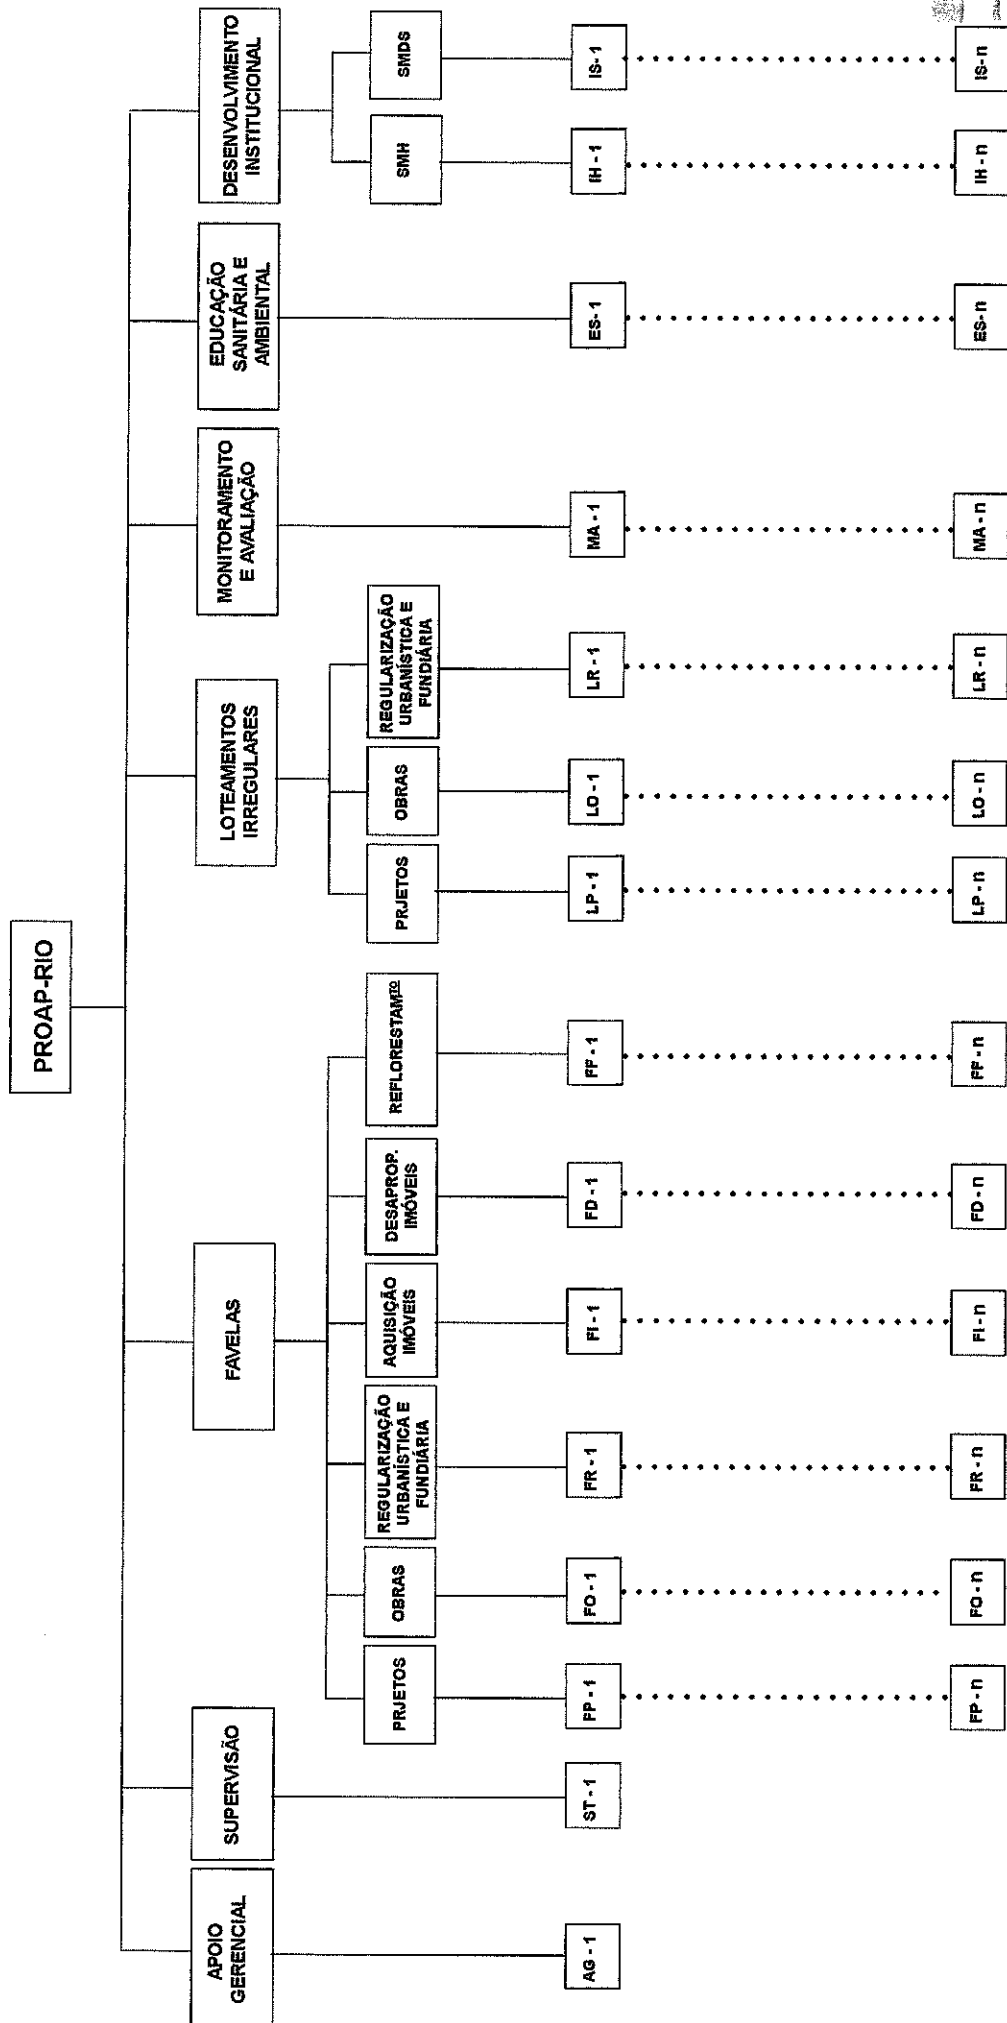 PROAP-RIO
APOIO
GERENCIAL
SUPERVISÃO
FAVELAS
LOTEAMENTOS
IRREGULARES
MONITORAMENTO
E AVALIAÇÃO
EDUCAÇÃO
SANITÁRIA E
AMBIENTAL
DESENVOLVIMENTO
INSTITUCIONAL
PRJETOS
OBRAS
REGULARIZAÇÃO
URBANÍSTICA E
FUNDIÁRIA
AQUISIÇÃO
IMÓVEIS
DESAPROP.
IMÓVEIS
REFLORESTAMTO
PRJETOS
OBRAS
REGULARIZAÇÃO
URBANÍSTICA E
FUNDIÁRIA
SMH
SMDS
AG - 1
ST - 1
FP - 1
FO - 1
FR - 1
FI - 1
FD - 1
FF - 1
LP - 1
LO - 1
LR - 1
MA - 1
ES - 1
IH - 1
IS - 1
FP - n
FO - n
FR - n
FI - n
FD - n
FF - n
LP - n
LO - n
LR - n
MA - n
ES - n
IH - n
IS - n